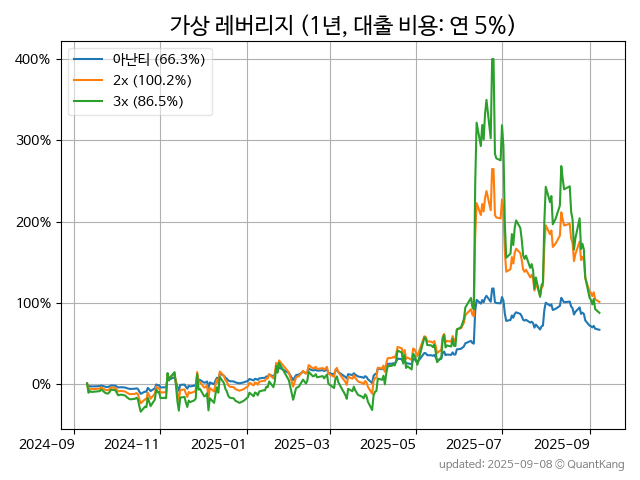 가상 레버리지 (1년, 대출 비용: 연 5%)
400%
300%
200%
100%
0%
아난티 (66.3%)
2x (100.2%)
3x (86.5%)
2024-09 2024-11 2025-01 2025-03 2025-05 2025-07 2025-09
updated: 2025-09-08 © QuantKang